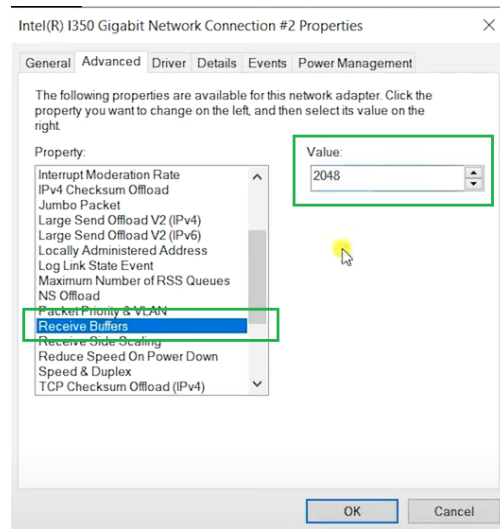 Intel(R) I350 Gigabit Network Connection #2 Properties
General Advanced Driver Details Events Power Management
The following properties are available for this network adapter. Click the
property you want to change on the left, and then select its value on the
right.
Property:
Value:
2048
Interrupt Moderation Rate
IPv4 Checksum Offload
Jumbo Packet
Large Send Offload V2 (IPv4)
Large Send Offload V2 (IPv6)
Locally Administered Address
Log Link State Event
Maximum Number of RSS Queues
NS Offload
Packet Priority & VLAN
Receive Buffers
Receive Side Scaling
Reduce Speed On Power Down
Speed & Duplex
TCP Checksum Offload (IPv4)
OK Cancel